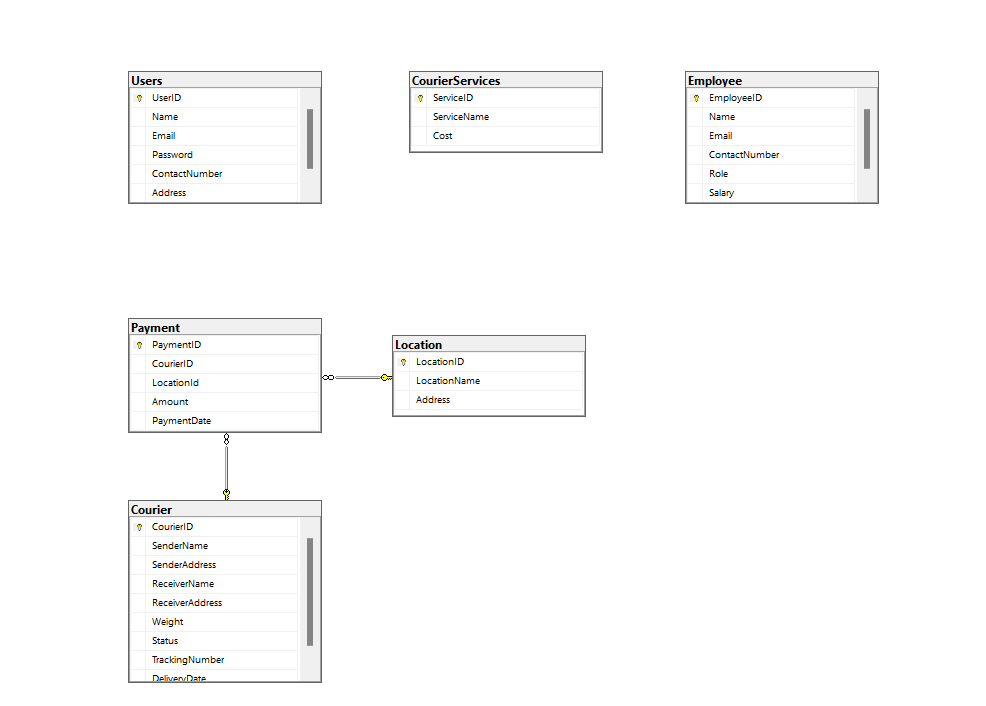 Users
UserID
Name
Email
Password
ContactNumber
Address
CourierServices
ServiceID
ServiceName
Cost
Employee
EmployeeID
Name
Email
ContactNumber
Role
Salary
Payment
PaymentID
CourierID
LocationId
Amount
PaymentDate
Location
LocationID
LocationName
Address
Courier
CourierID
SenderName
SenderAddress
ReceiverName
ReceiverAddress
Weight
Status
TrackingNumber
DeliveryDate